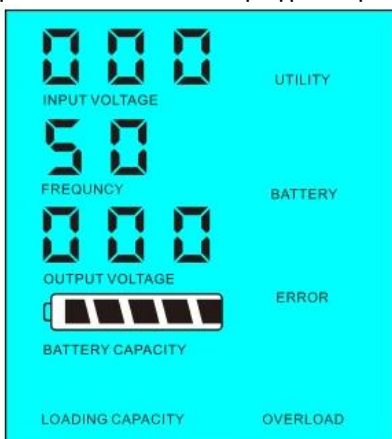 000
UTILITY
INPUT VOLTAGE
50
FREQUNCY
BATTERY
000
OUTPUT VOLTAGE
ERROR
BATTERY CAPACITY
LOADING CAPACITY
OVERLOAD